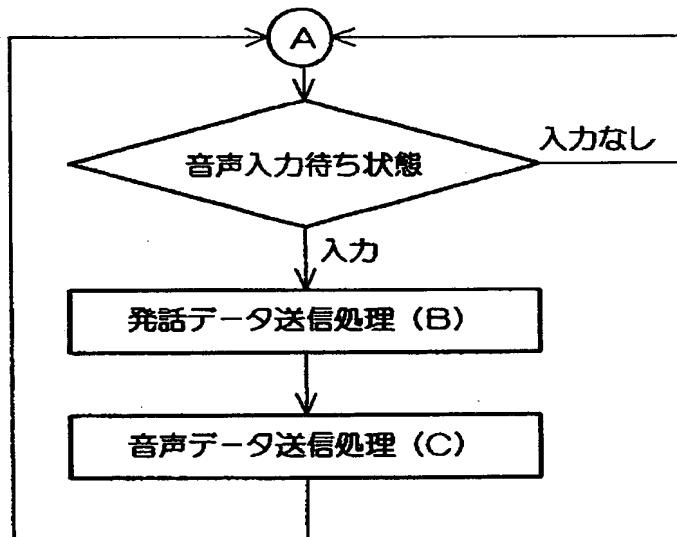 A
音声入力待ち状態
入力なし
入力
発話データ送信処理（B）
音声データ送信処理（C）